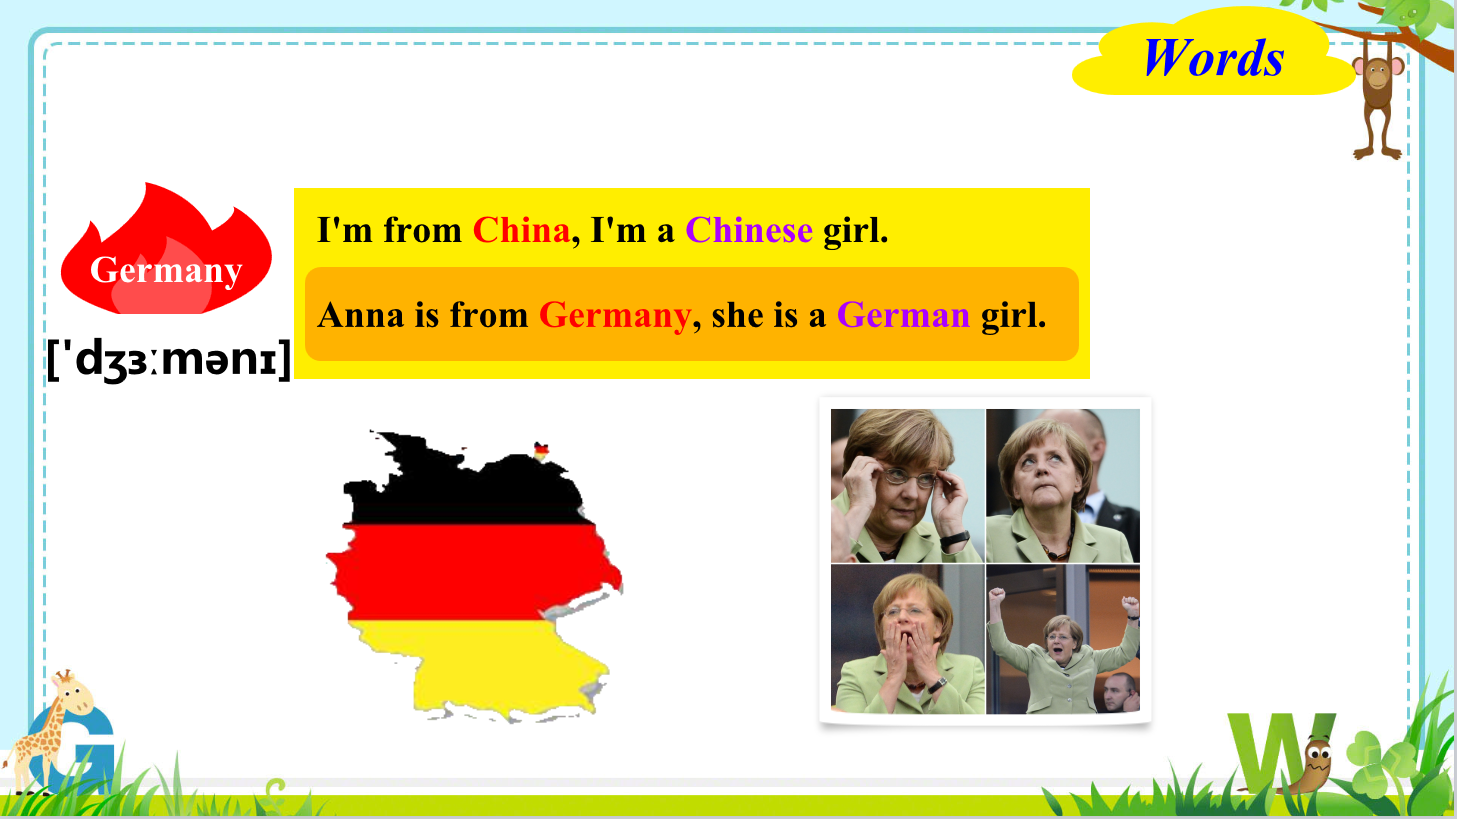 Words
Germany
['dʒɜːmənɪ]
I'm from China, I'm a Chinese girl.
Anna is from Germany, she is a German girl.
G
W